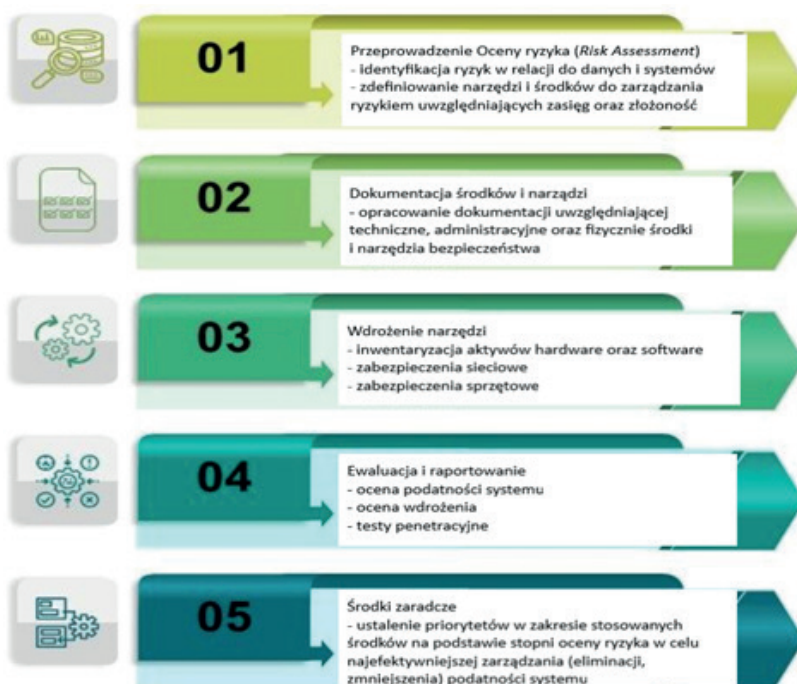 01
Przeprowadzenie Oceny ryzyka (Risk Assessment)
- identyfikacja ryzyk w relacji do danych i systemów
- zdefiniowanie narzędzi i środków do zarządzania
ryzykiem uwzględniających zasięg oraz złożoność
02
Dokumentacja środków i narządzi
- opracowanie dokumentacji uwzględniającej
techniczne, administracyjne oraz fizycznie środki
i narzędzia bezpieczeństwa
03
Wdrożenie narzędzi
- inwentaryzacja aktywów hardware oraz software
- zabezpieczenia sieciowe
- zabezpieczenia sprzętowe
04
Ewaluacja i raportowanie
- ocena podatności systemu
- ocena wdrożenia
- testy penetracyjne
05
Środki zaradcze
- ustalenie priorytetów w zakresie stosowanych
środków na podstawie stopni oceny ryzyka w celu
najefektywniejszej zarządzania (eliminacji,
zmniejszenia) podatności systemu